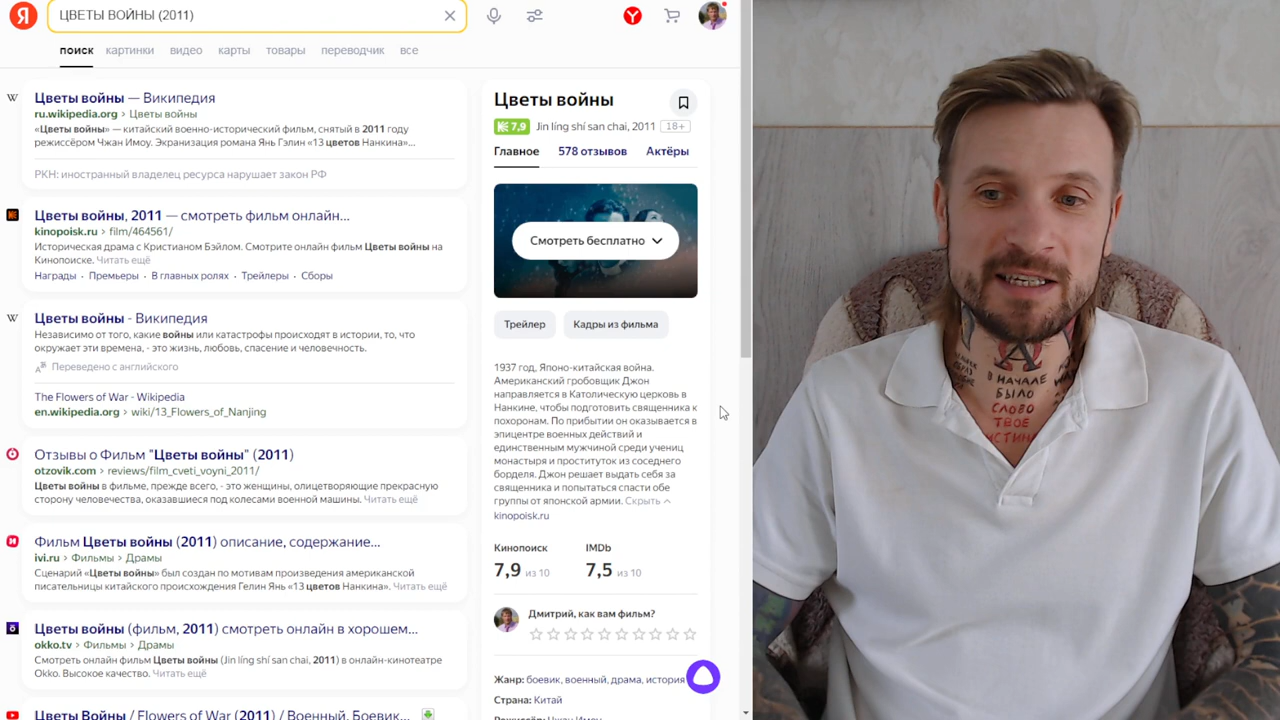 Я
ЦВЕТЫ ВОЙНЫ (2011)
поиск картинки видео карты товары переводчик все
Цветы войны — Википедия
ru.wikipedia.org › Цветы войны
«Цветы войны» — китайский военно-исторический фильм, снятый в 2011 году
режиссёром Чжан Имоу. Экранизация романа Янь Гэлин «13 цветов Нанкина»...
РКН: иностранный владелец ресурса нарушает закон РФ
Цветы войны, 2011 — смотреть фильм онлайн...
kinopoisk.ru › film/464561/
Историческая драма с Кристианом Бэйлом. Смотрите онлайн фильм Цветы войны на
Кинопоиске. Читать ещё
Награды · Премьеры · В главных ролях · Трейлеры · Сборы
Цветы войны - Википедия
Независимо от того, какие войны или катастрофы происходят в истории, то, что
окружает эти времена, - это жизнь, любовь, спасение и человечность.
Переведено с английского
The Flowers of War - Wikipedia
en.wikipedia.org › wiki/13_Flowers_of_Nanjing
Отзывы о Фильм "Цветы войны" (2011)
otzovik.com › reviews/film_cveti_voyni_2011/
Цветы войны в фильме, прежде всего, - это женщины, олицетворяющие прекрасную
сторону человечества, оказавшиеся под колесами военной машины. Читать ещё
Фильм Цветы войны (2011) описание, содержание...
ivi.ru › Фильмы › Драмы
Сценарий «Цветы войны» был создан по мотивам произведения американской
писательницы китайского происхождения Гелин Янь «13 цветов Нанкина». Читать ещё
Цветы войны (фильм, 2011) смотреть онлайн в хорошем...
okko.tv › Фильмы › Драмы
Смотреть онлайн фильм Цветы войны (Jin líng shí san chai, 2011) в онлайн-кинотеатре
Okko. Высокое качество. Читать ещё
Цветы Войны / Flowers of War (2011) / Военный, Боевик...
Цветы войны
7,9 Jin líng shí san chai, 2011 18+
Главное 578 отзывов Актёры
Смотреть бесплатно
Трейлер Кадры из фильма
1937 год, Японо-китайская война.
Американский гробовщик Джон
направляется в Католическую церковь в
Нанкине, чтобы подготовить священника к
похоронам. По прибытии он оказывается в
эпицентре военных действий и
единственным мужчиной среди учениц
монастыря и проституток из соседнего
борделя. Джон решает выдать себя за
священника и попытаться спасти обе
группы от японской армии. Скрыть
kinopoisk.ru
Кинопоиск IMDb
7,9 из 10 7,5 из 10
Дмитрий, как вам фильм?
Жанр: боевик, военный, драма, история
Страна: Китай
Режиссёр: Чжан Имоу
В НАЧАЛЕ
БЫЛО
СЛОВО
ТВОЕ